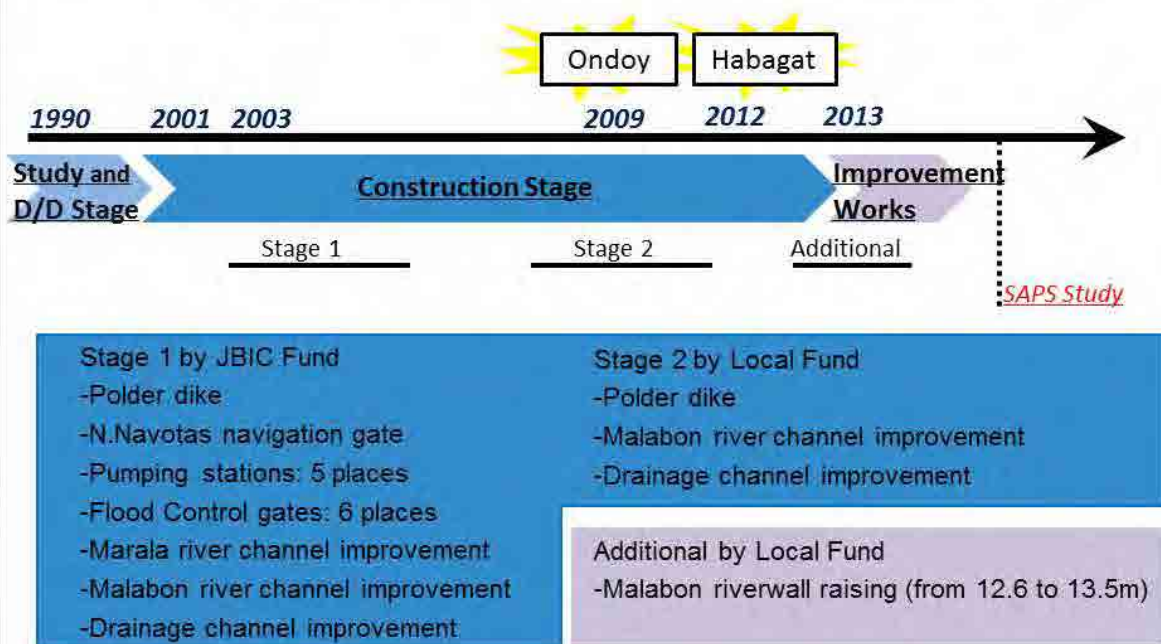 Ondoy
Habagat
1990 2001 2003 2009 2012 2013
Study and
D/D Stage
Construction Stage
Improvement
Works
Stage 1
Stage 2
Additional
SAPS Study
Stage 1 by JBIC Fund
-Polder dike
-N.Navotas navigation gate
-Pumping stations: 5 places
-Flood Control gates: 6 places
-Marala river channel improvement
-Malabon river channel improvement
-Drainage channel improvement
Stage 2 by Local Fund
-Polder dike
-Malabon river channel improvement
-Drainage channel improvement
Additional by Local Fund
-Malabon riverwall raising (from 12.6 to 13.5m)